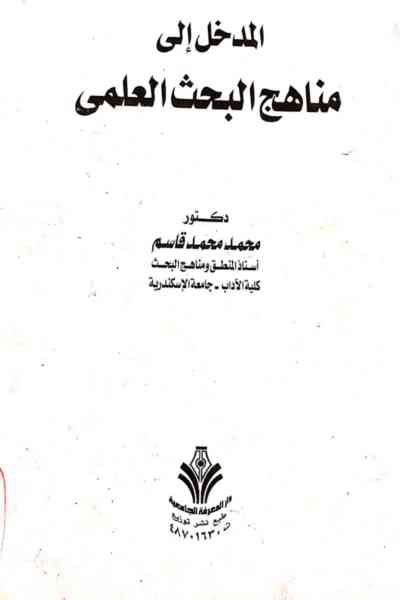 المدخل إلى
مناهج البحث العلمى
دكتور
محمد محمد قاسم
أستاذ المنطق ومناهج البحث
كلية الآداب - جامعة الإسكندرية
دار المعرفة الجامعية
طبع نشر توزيع
ت ٤٨٧٠١٦٣٠